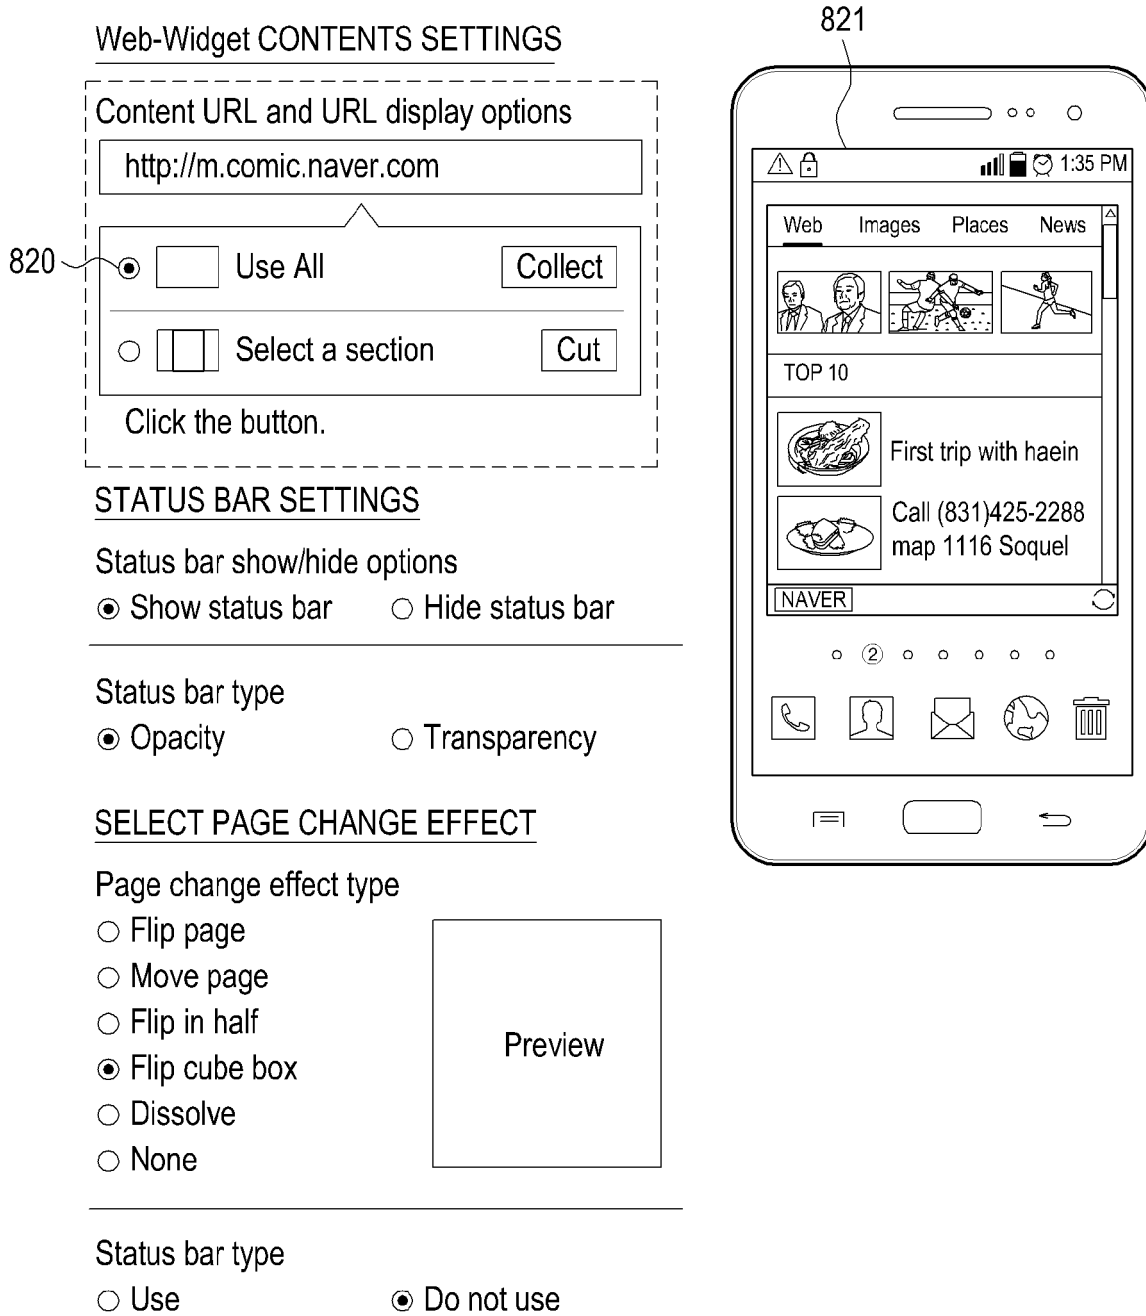 Web-Widget CONTENTS SETTINGS
Content URL and URL display options
http://m.comic.naver.com
820
Use All
Collect
Select a section
Cut
Click the button.
STATUS BAR SETTINGS
Status bar show/hide options
Show status bar
Hide status bar
Status bar type
Opacity
Transparency
SELECT PAGE CHANGE EFFECT
Page change effect type
Flip page
Move page
Flip in half
Flip cube box
Dissolve
None
Preview
Status bar type
Use
Do not use
821
1:35 PM
Web Images Places News
TOP 10
First trip with haein
Call (831)425-2288
map 1116 Soquel
NAVER
2